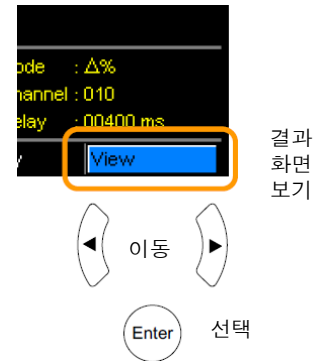 ode : Δ%
hannel : 010
elay : 00400 ms
View
결과
화면
보기
이동
Enter
선택